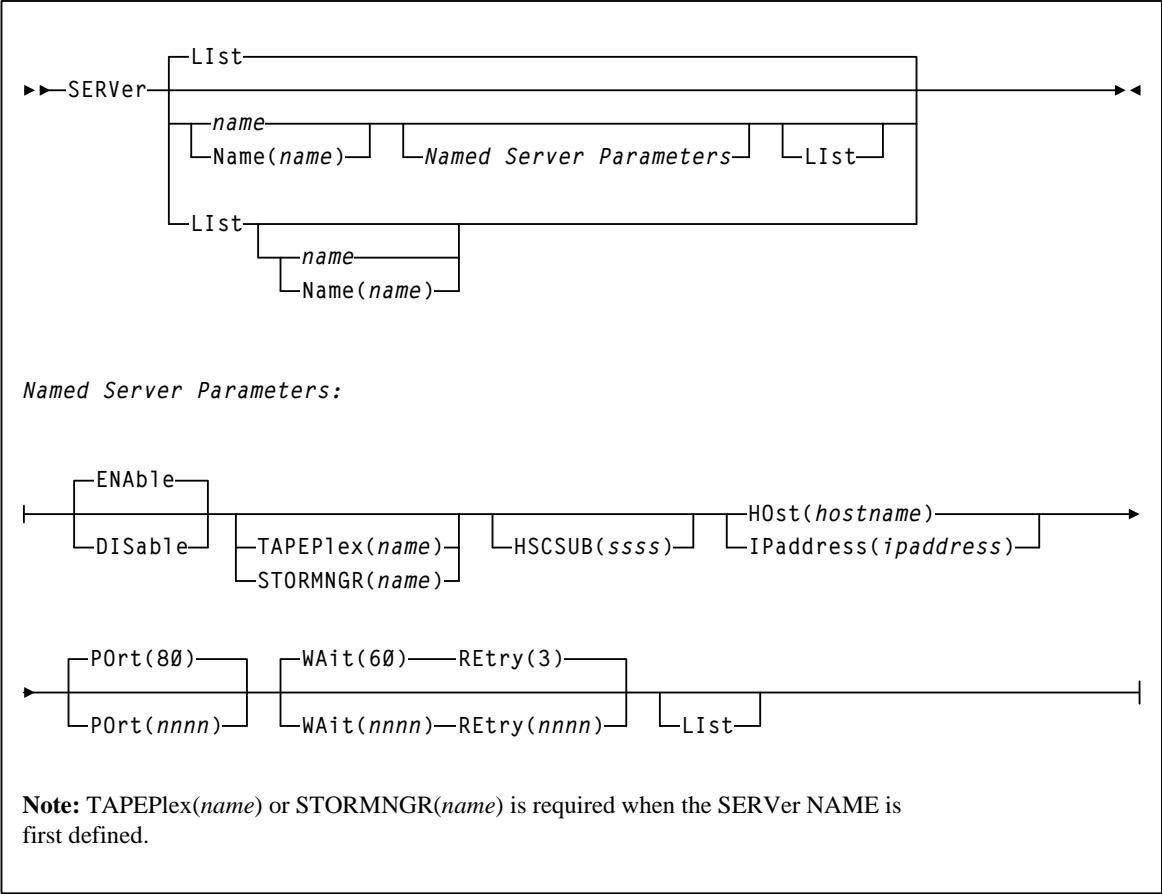 LIst
SERVer
name
Name(name) Named Server Parameters LIst
LIst
name
Name(name)
Named Server Parameters:
ENAble
HOst(hostname)
DISable TAPEPlex(name) HSCSUB(ssss) IPaddress(ipaddress)
STORMNGR(name)
POrt(80) WAit(60) REtry(3)
POrt(nnnn) WAit(nnnn) REtry(nnnn) LIst
Note: TAPEPlex(name) or STORMNGR(name) is required when the SERVer NAME is
first defined.